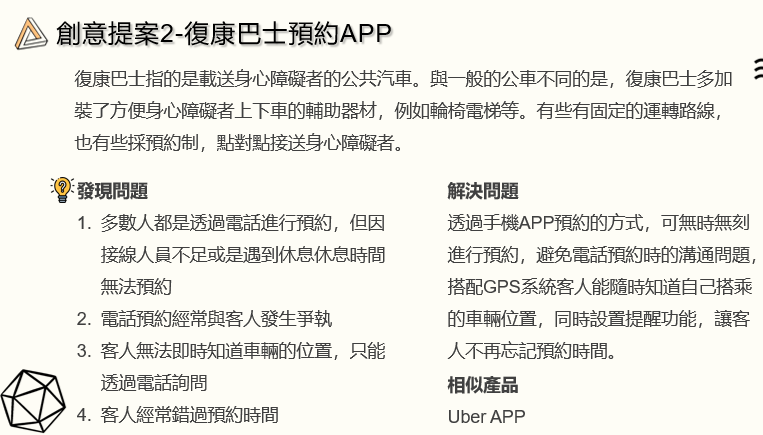 創意提案2-復康巴士預約APP
復康巴士指的是載送身心障礙者的公共汽車。與一般的公車不同的是，復康巴士多加
裝了方便身心障礙者上下車的輔助器材，例如輪椅電梯等。有些有固定的運轉路線，
也有些採預約制，點對點接送身心障礙者。
發現問題
1. 多數人都是透過電話進行預約，但因
接線人員不足或是遇到休息休息時間
無法預約
2. 電話預約經常與客人發生爭執
3. 客人無法即時知道車輛的位置，只能
透過電話詢問
4. 客人經常錯過預約時間
解決問題
透過手機APP預約的方式，可無時無刻
進行預約，避免電話預約時的溝通問題，
搭配GPS系統客人能隨時知道自己搭乘
的車輛位置，同時設置提醒功能，讓客
人不再忘記預約時間。
相似產品
Uber APP